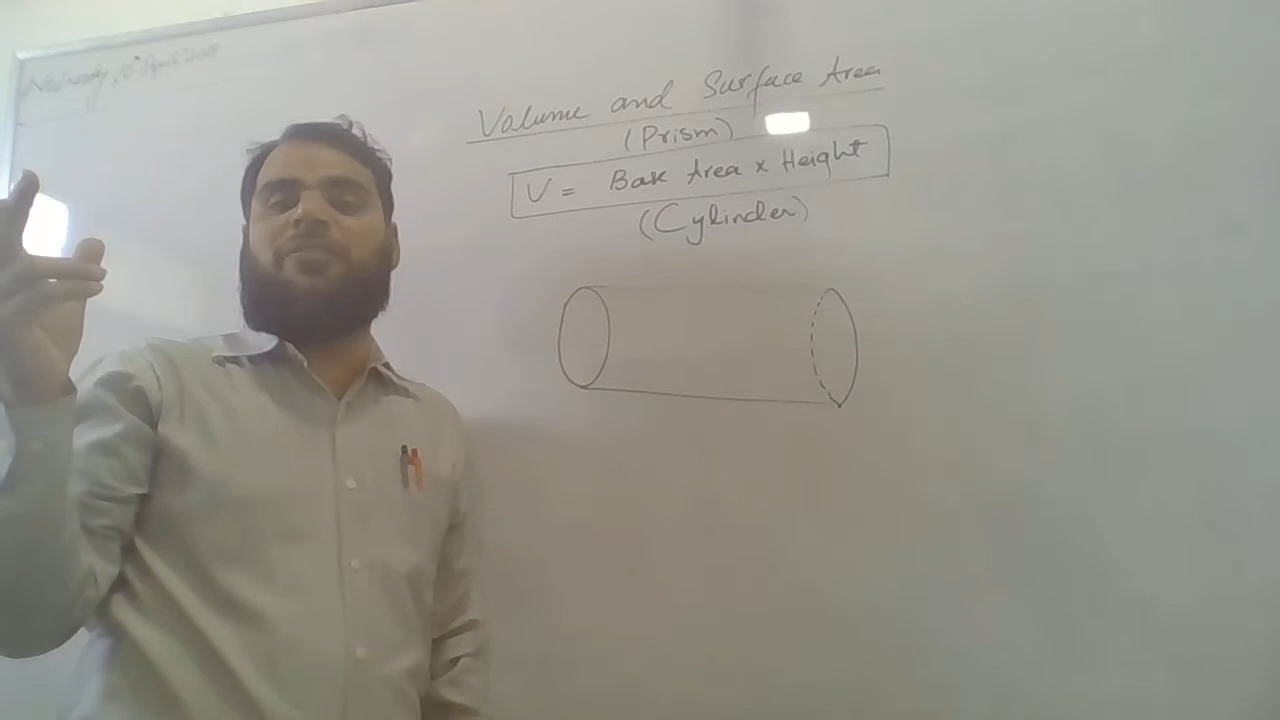 Volume and Surface Area
(Prism)
V = Base Area x Height
(Cylinder)